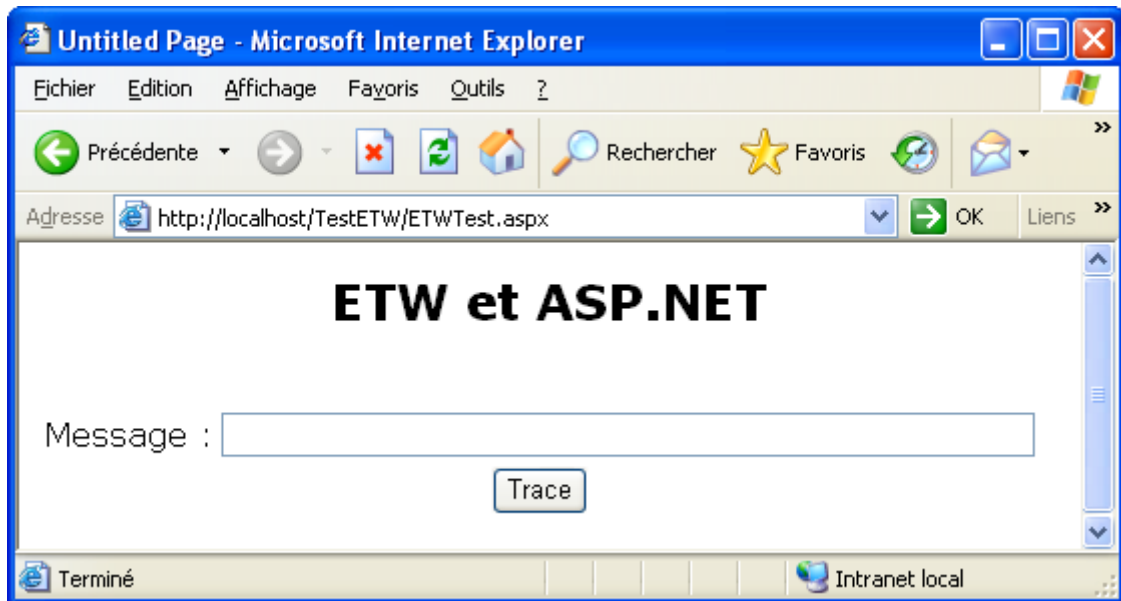 Untitled Page - Microsoft Internet Explorer
Fichier Edition Affichage Favoris Outils ?
Précédente Rechercher Favoris »
Adresse http://localhost/TestETW/ETWTest.aspx OK Liens »
ETW et ASP.NET
Message :
Trace
Terminé Intranet local